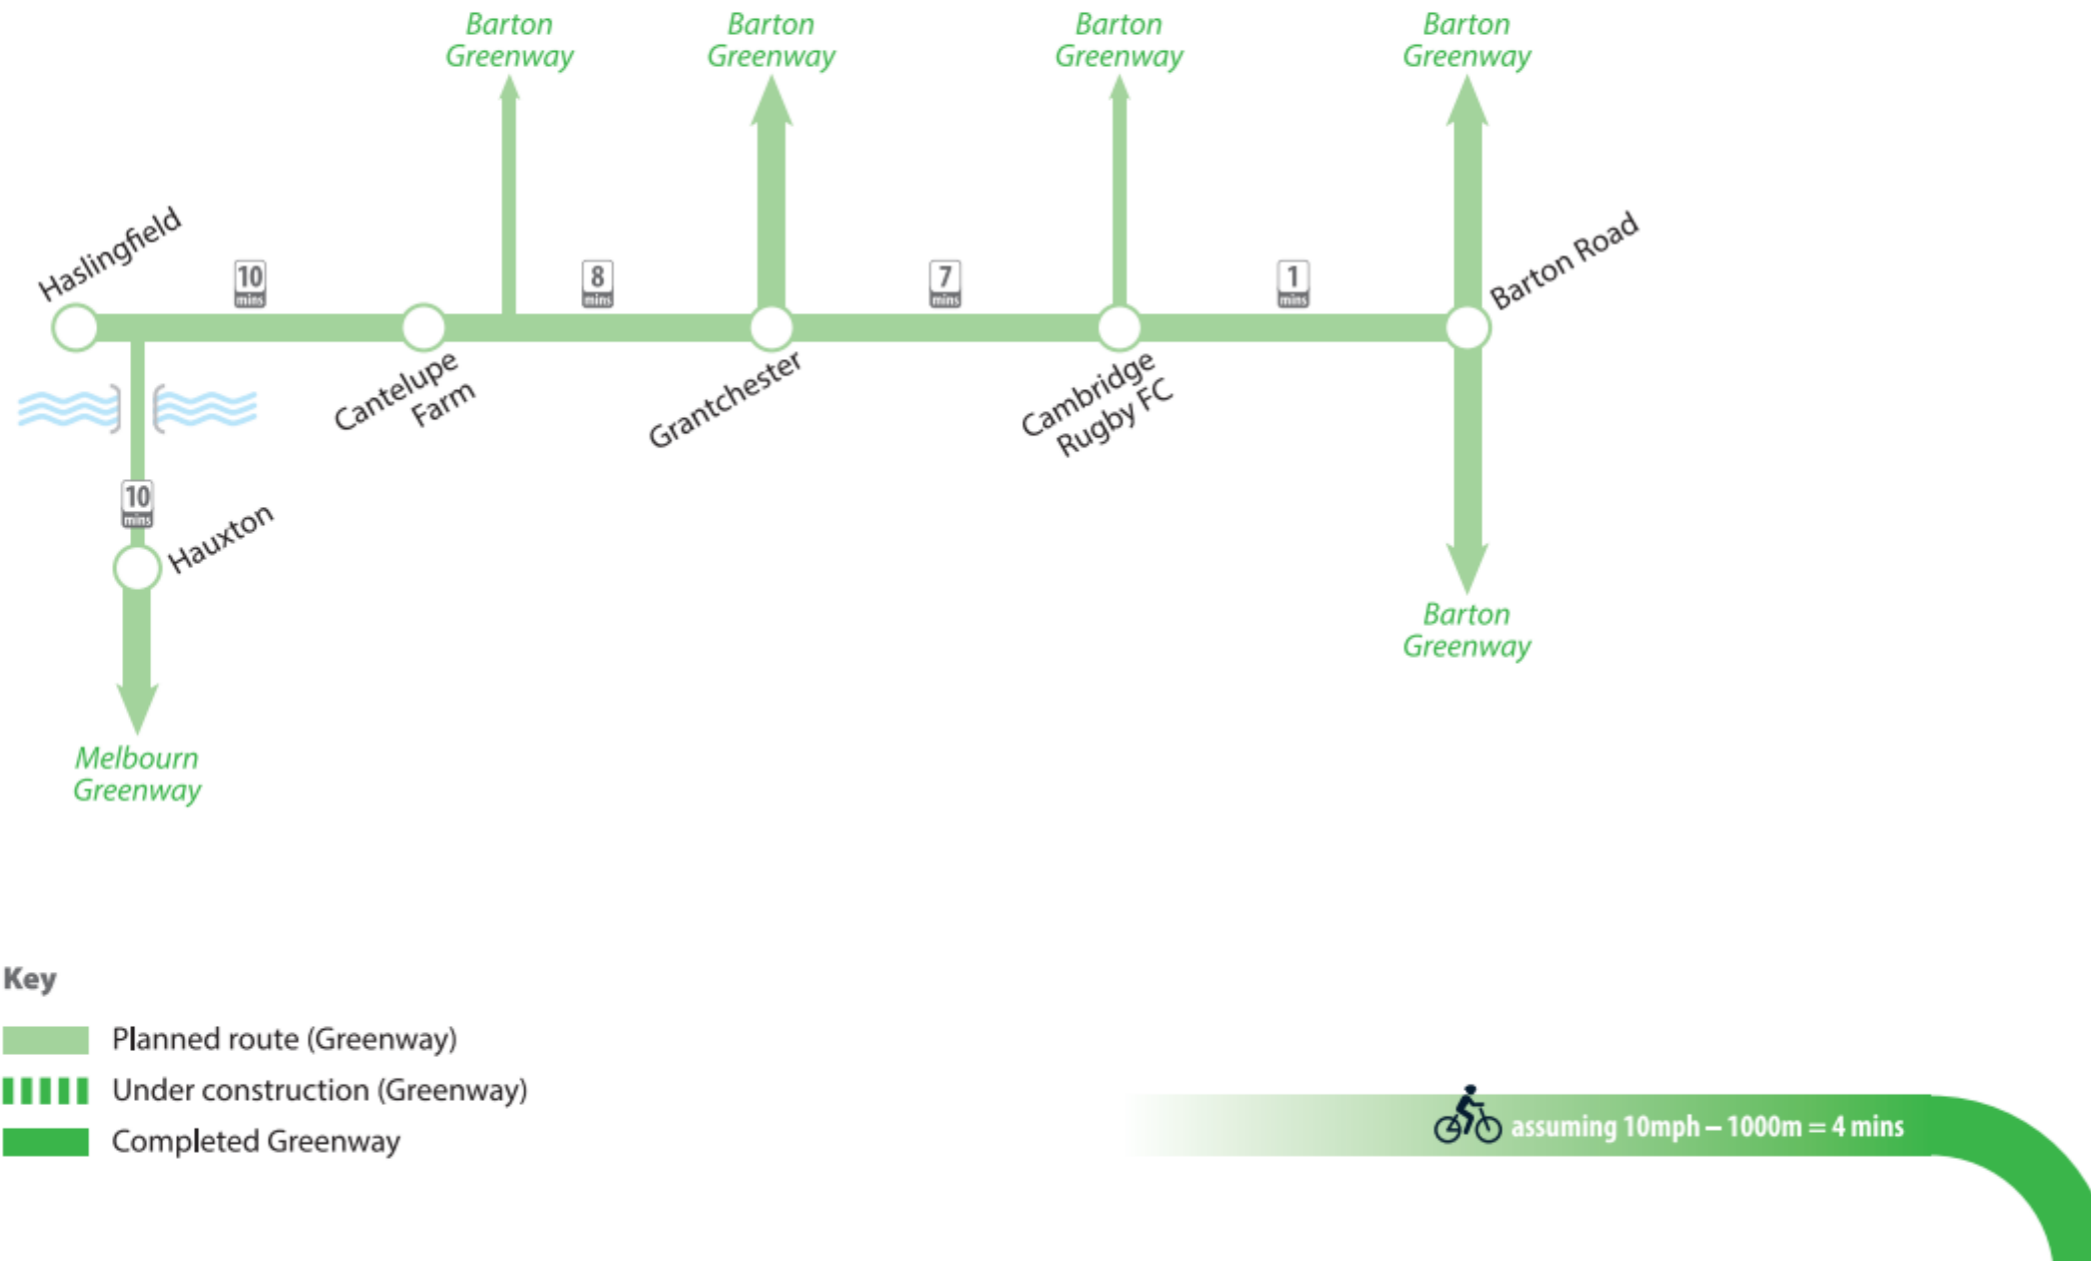 Barton
Greenway
Barton
Greenway
Barton
Greenway
Barton
Greenway
Haslingfield
10
mins
8
mins
7
mins
1
mins
Barton Road
Cantelupe
Farm
Grantchester
Cambridge
Rugby FC
10
mins
Hauxton
Barton
Greenway
Melbourn
Greenway
Key
Planned route (Greenway)
Under construction (Greenway)
Completed Greenway
assuming 10mph – 1000m = 4 mins